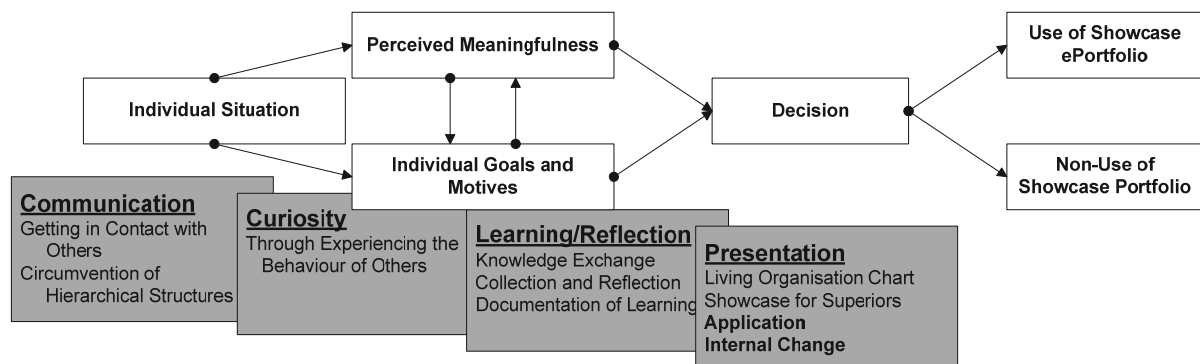 Perceived Meaningfulness
Use of Showcase
ePortfolio
Individual Situation
Decision
Individual Goals and
Motives
Non-Use of
Showcase Portfolio
Communication
Getting in Contact with
Others
Circumvention of
Hierarchical Structures
Curiosity
Through Experiencing the
Behaviour of Others
Learning/Reflection
Knowledge Exchange
Collection and Reflection
Documentation of Learning
Presentation
Living Organisation Chart
Showcase for Superiors
Application
Internal Change